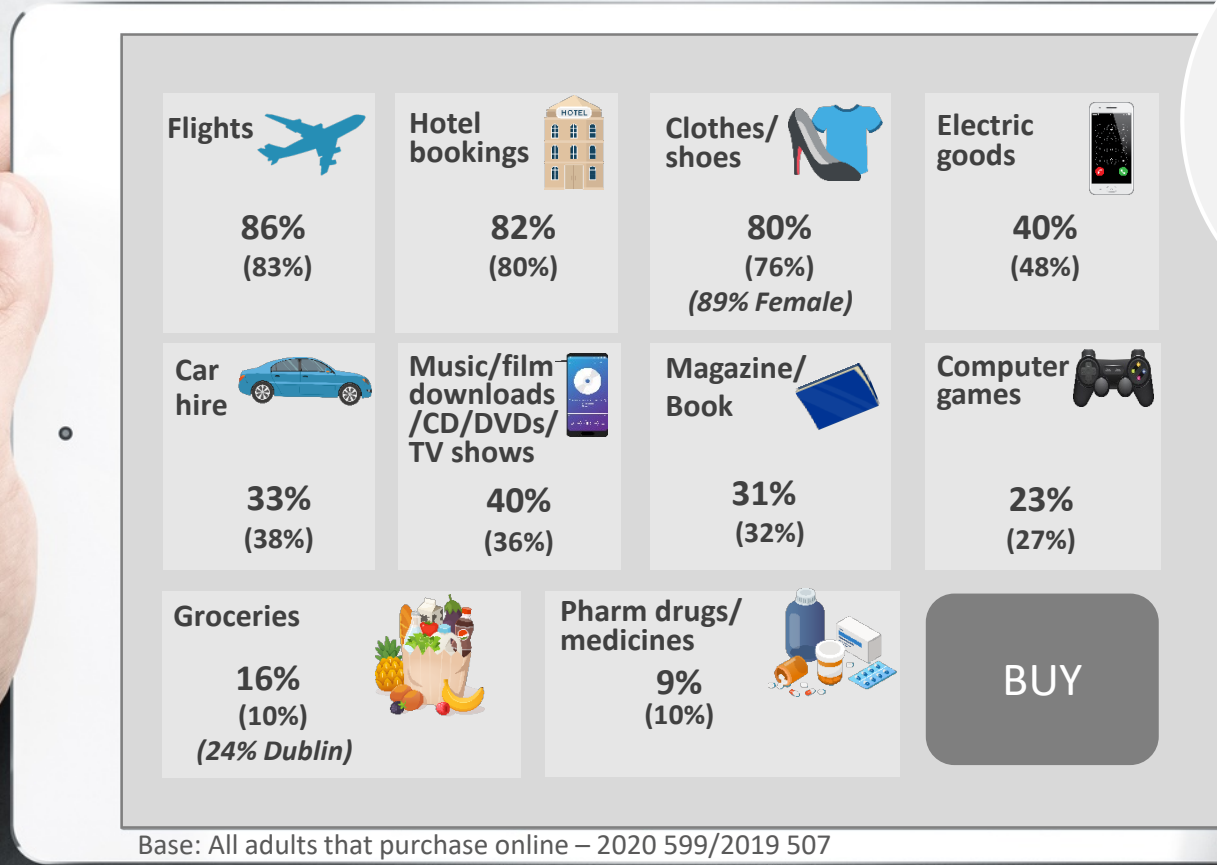 Flights
86%
(83%)
Hotel
bookings
HOTEL
82%
(80%)
Clothes/
shoes
80%
(76%)
(89% Female)
Electric
goods
40%
(48%)
Car
hire
33%
(38%)
Music/film
downloads
/CD/DVDs/
TV shows
40%
(36%)
Magazine/
Book
31%
(32%)
Computer
games
23%
(27%)
Groceries
16%
(10%)
(24% Dublin)
Pharm drugs/
medicines
9%
(10%)
BUY
Base: All adults that purchase online – 2020 599/2019 507